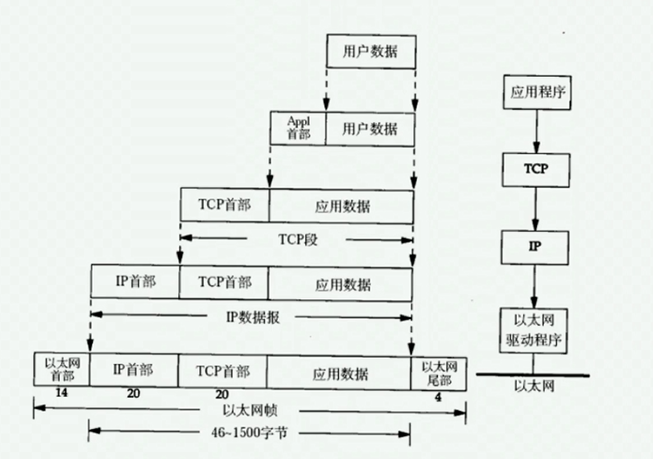 用户数据
应用程序
Appl
首部
用户数据
TCP
TCP首部
应用数据
TCP段
IP
IP首部
TCP首部
应用数据
IP数据报
以太网
驱动程序
以太网
首部
IP首部
TCP首部
应用数据
以太网
尾部
以太网
14
20
20
4
以太网帧
46~1500字节